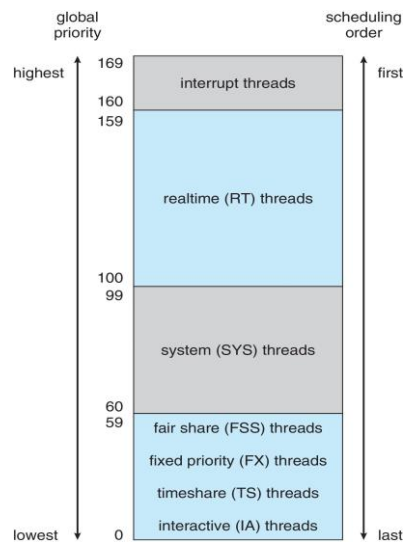 global
priority
scheduling
order
highest
169
first
interrupt threads
160
159
realtime (RT) threads
100
99
system (SYS) threads
60
59
fair share (FSS) threads
fixed priority (FX) threads
timeshare (TS) threads
interactive (IA) threads
lowest
0
last